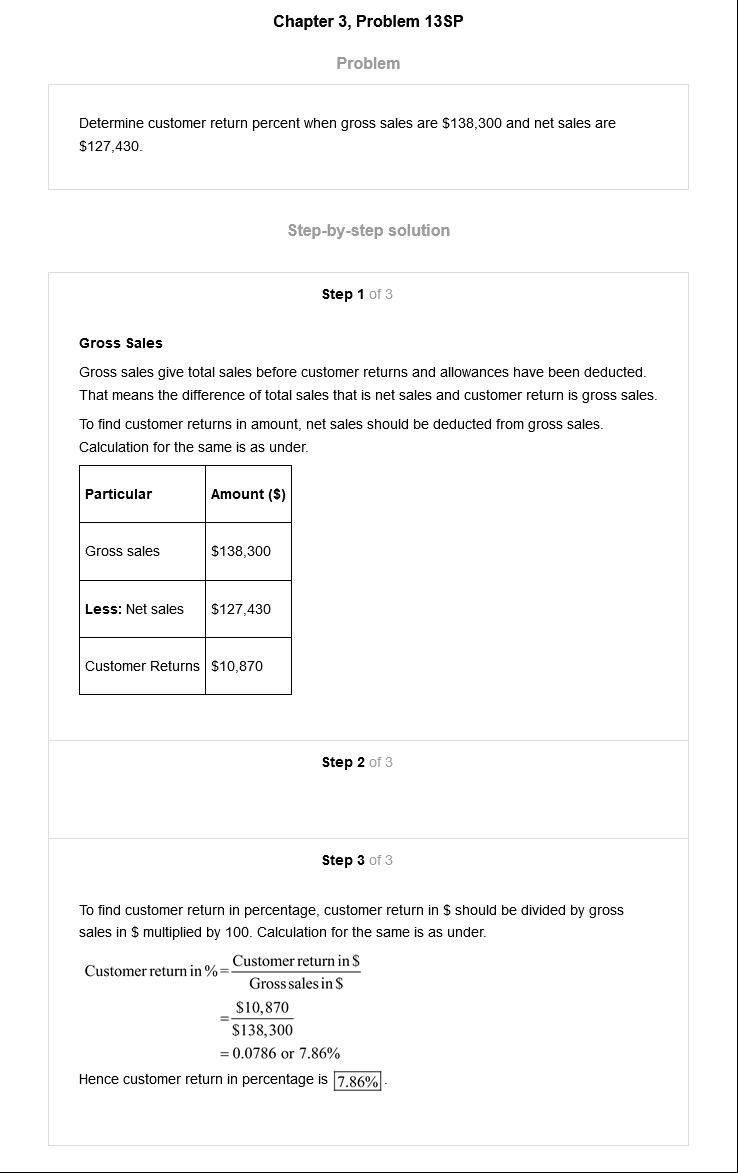 Chapter 3, Problem 13SP
Problem
Determine customer return percent when gross sales are $138,300 and net sales are
$127,430.
Step-by-step solution
Step 1 of 3
Gross Sales
Gross sales give total sales before customer returns and allowances have been deducted.
That means the difference of total sales that is net sales and customer return is gross sales.
To find customer returns in amount, net sales should be deducted from gross sales.
Calculation for the same is as under.
Particular Amount ($)
Gross sales $138,300
Less: Net sales $127,430
Customer Returns $10,870
Step 2 of 3
Step 3 of 3
To find customer return in percentage, customer return in $ should be divided by gross
sales in $ multiplied by 100. Calculation for the same is as under.
Customer return in % = Customer return in $
Gross sales in $
= $10,870
$138,300
= 0.0786 or 7.86%
Hence customer return in percentage is 7.86%.